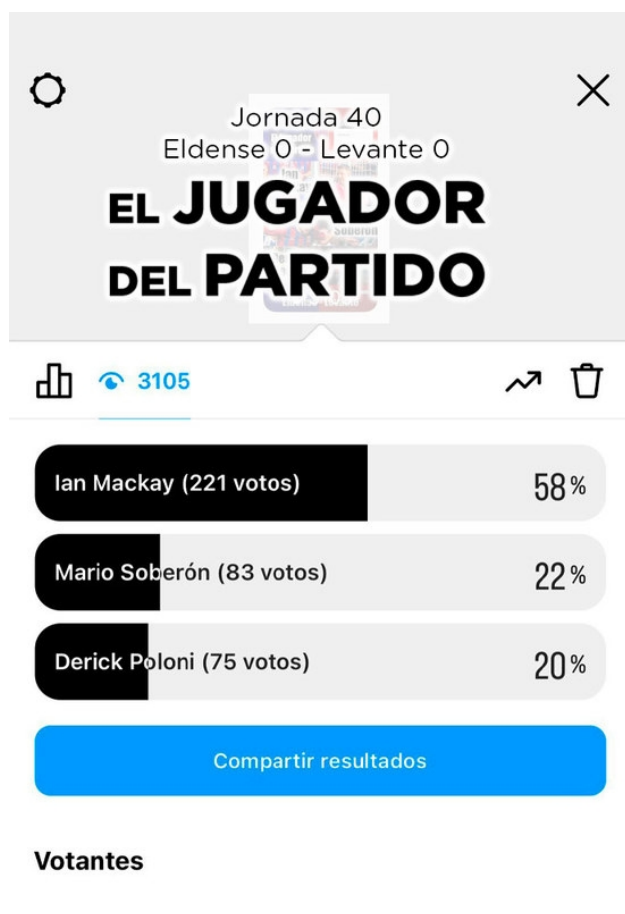 Jornada 40
Eldense 0 - Levante 0
EL JUGADOR
DEL PARTIDO
3105
Ian Mackay (221 votos) 58%
Mario Soberón (83 votos) 22%
Derick Poloni (75 votos) 20%
Compartir resultados
Votantes